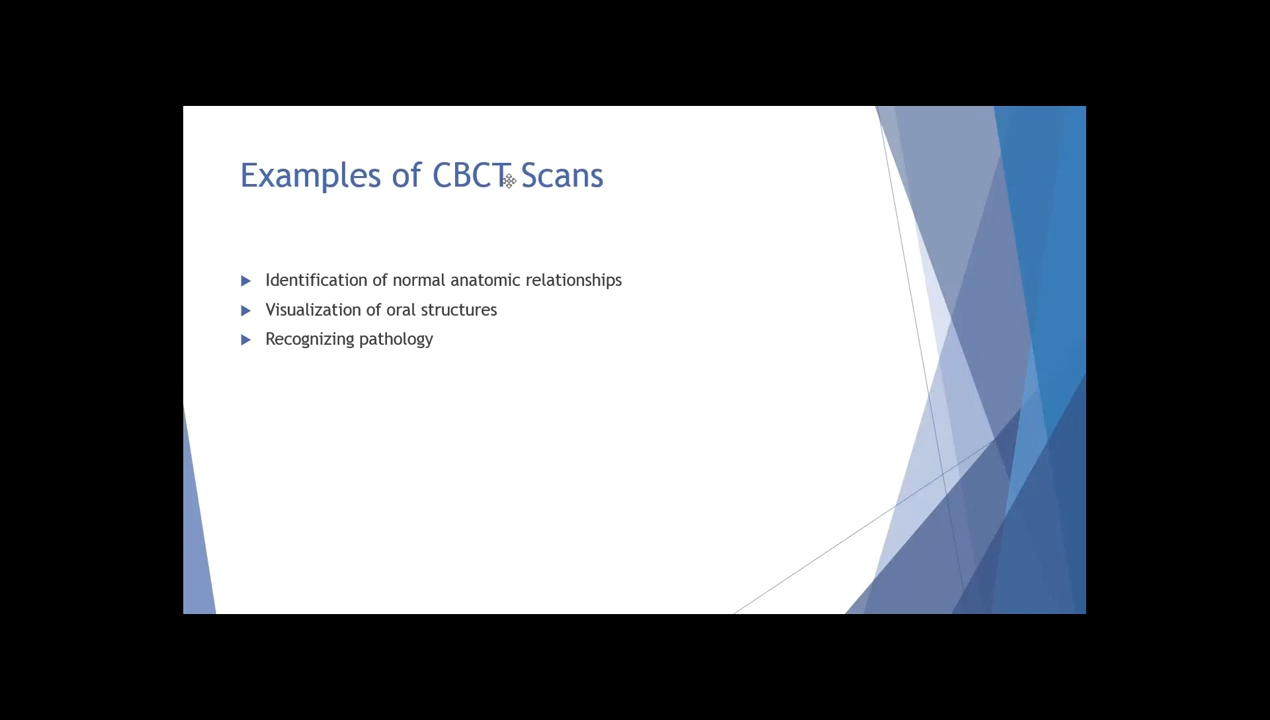 Examples of CBCT Scans
Identification of normal anatomic relationships
Visualization of oral structures
Recognizing pathology